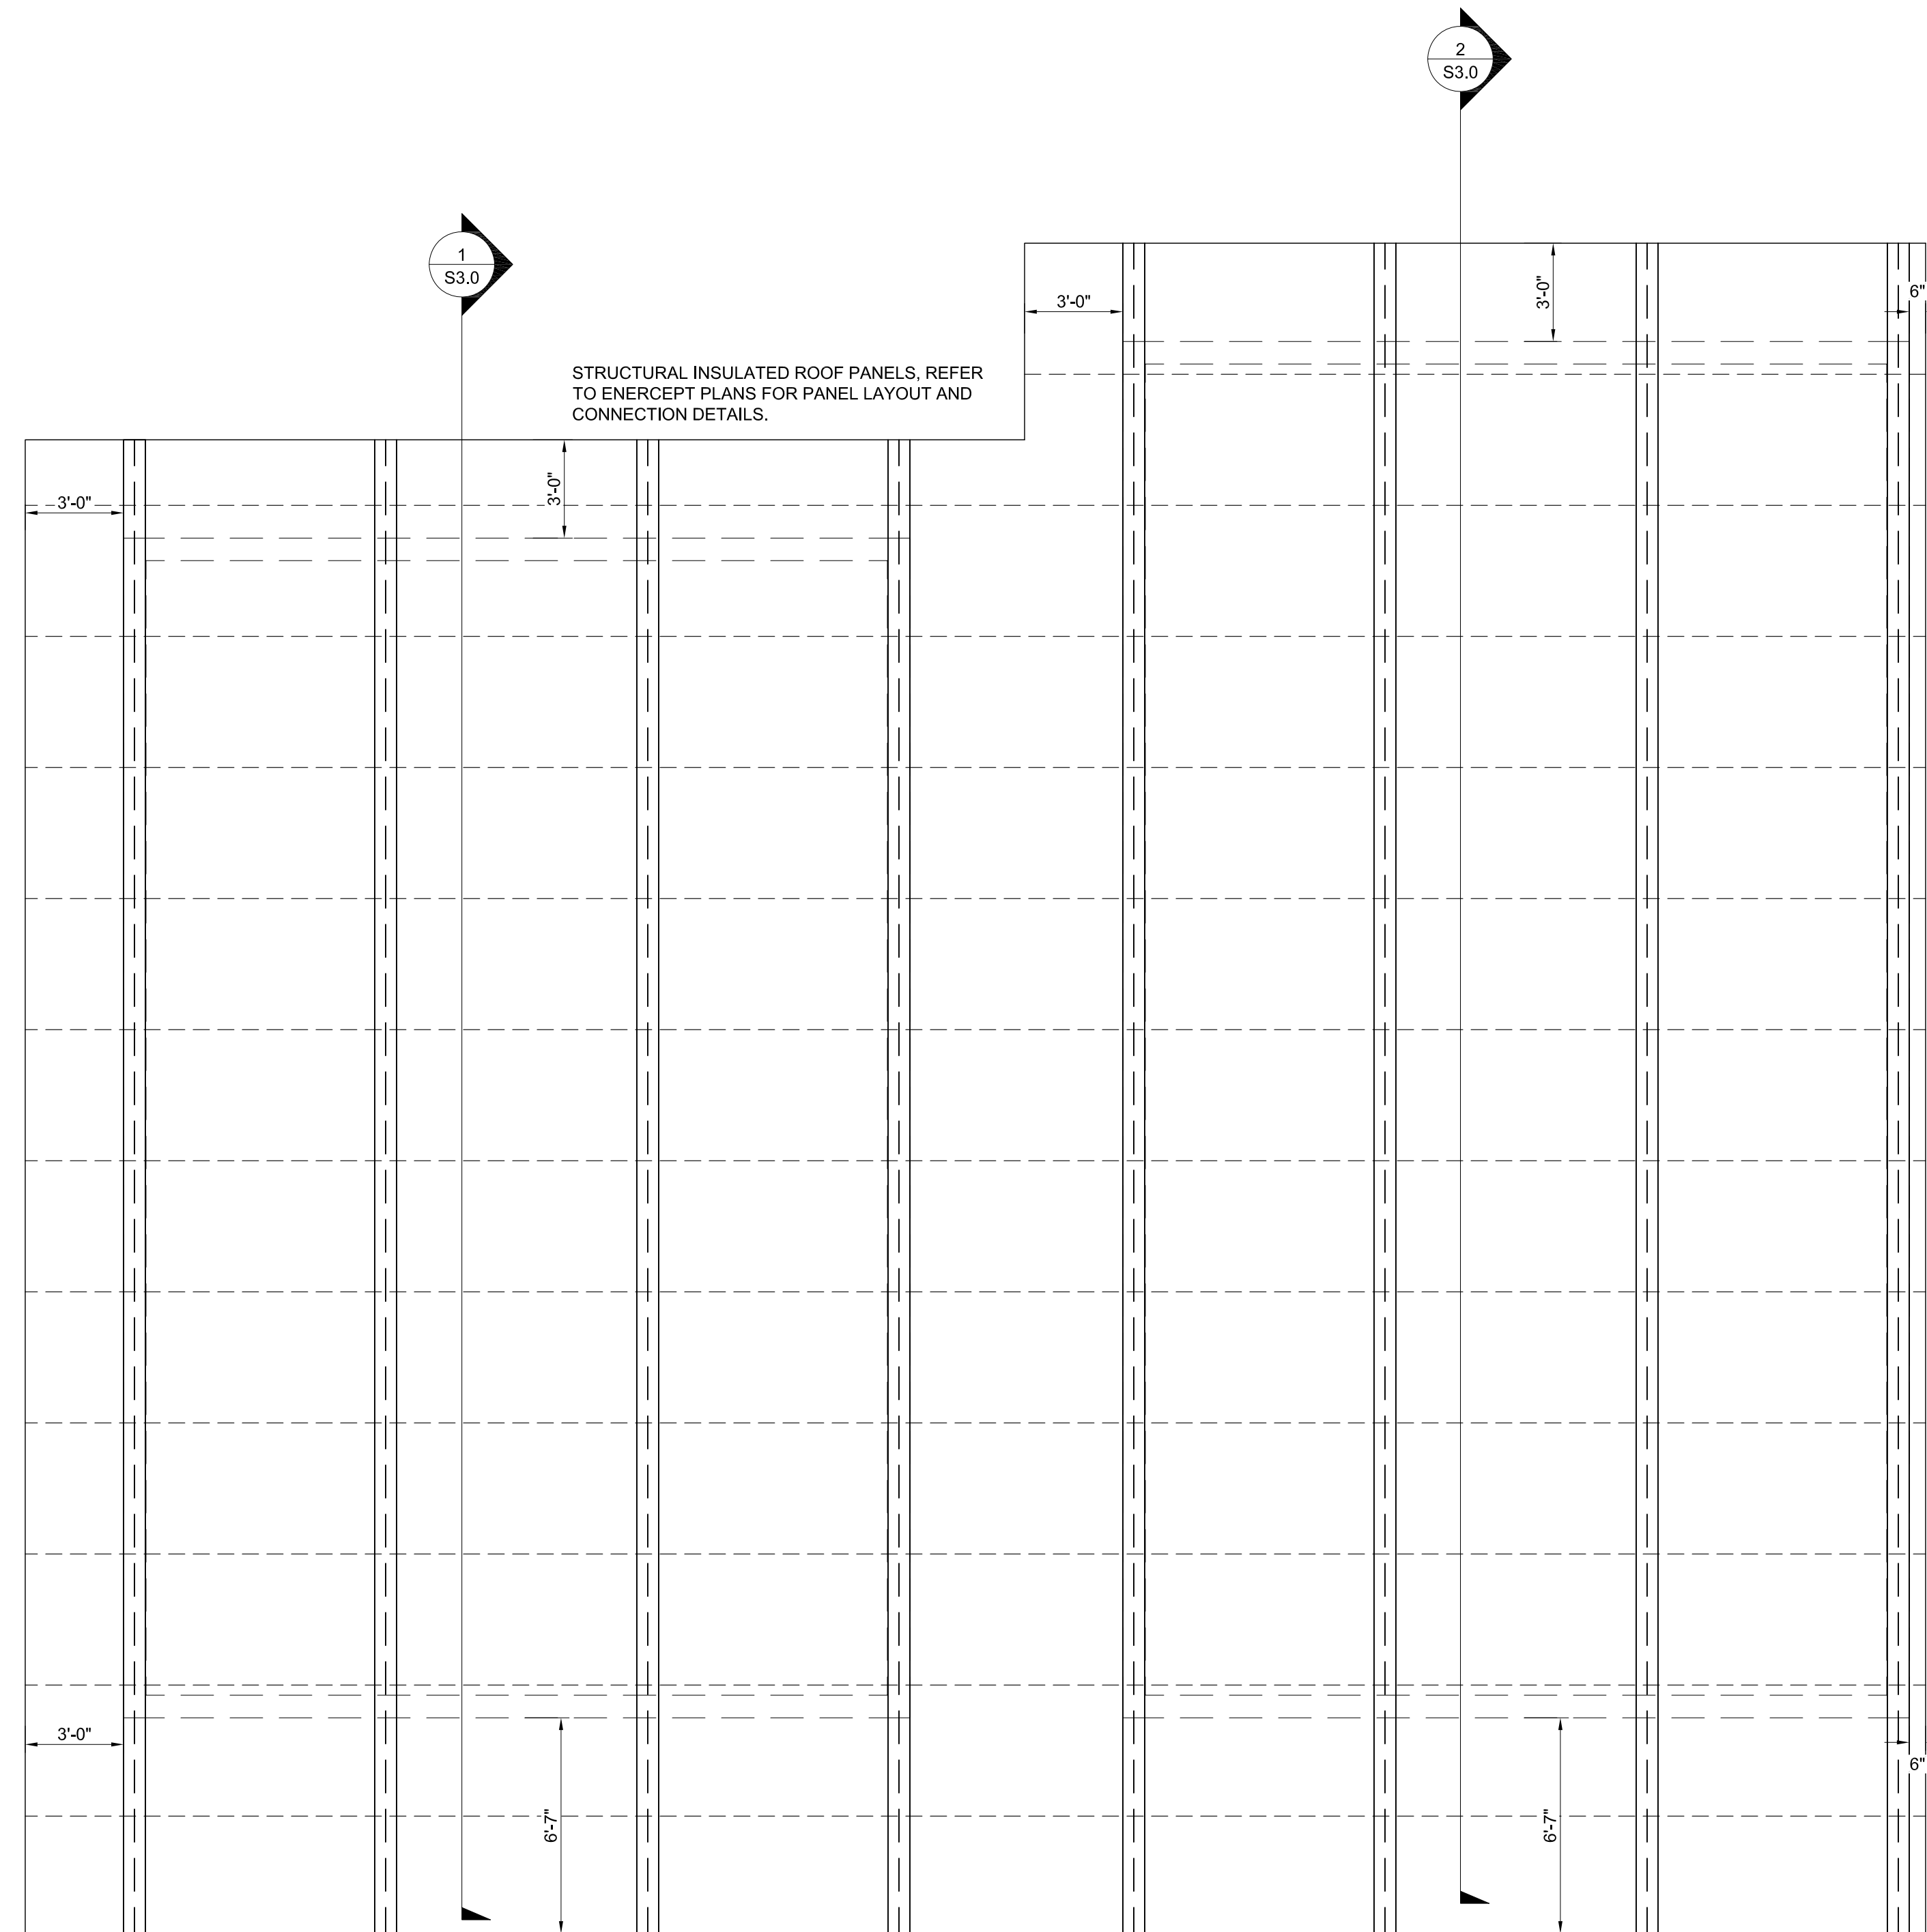 2
S3.0
1
S3.0
3'-0"
6"
3'-0"
STRUCTURAL INSULATED ROOF PANELS, REFER
TO ENERCEPT PLANS FOR PANEL LAYOUT AND
CONNECTION DETAILS.
3'-0"
3'-0"
3'-0"
6"
6'-7"
6'-7"